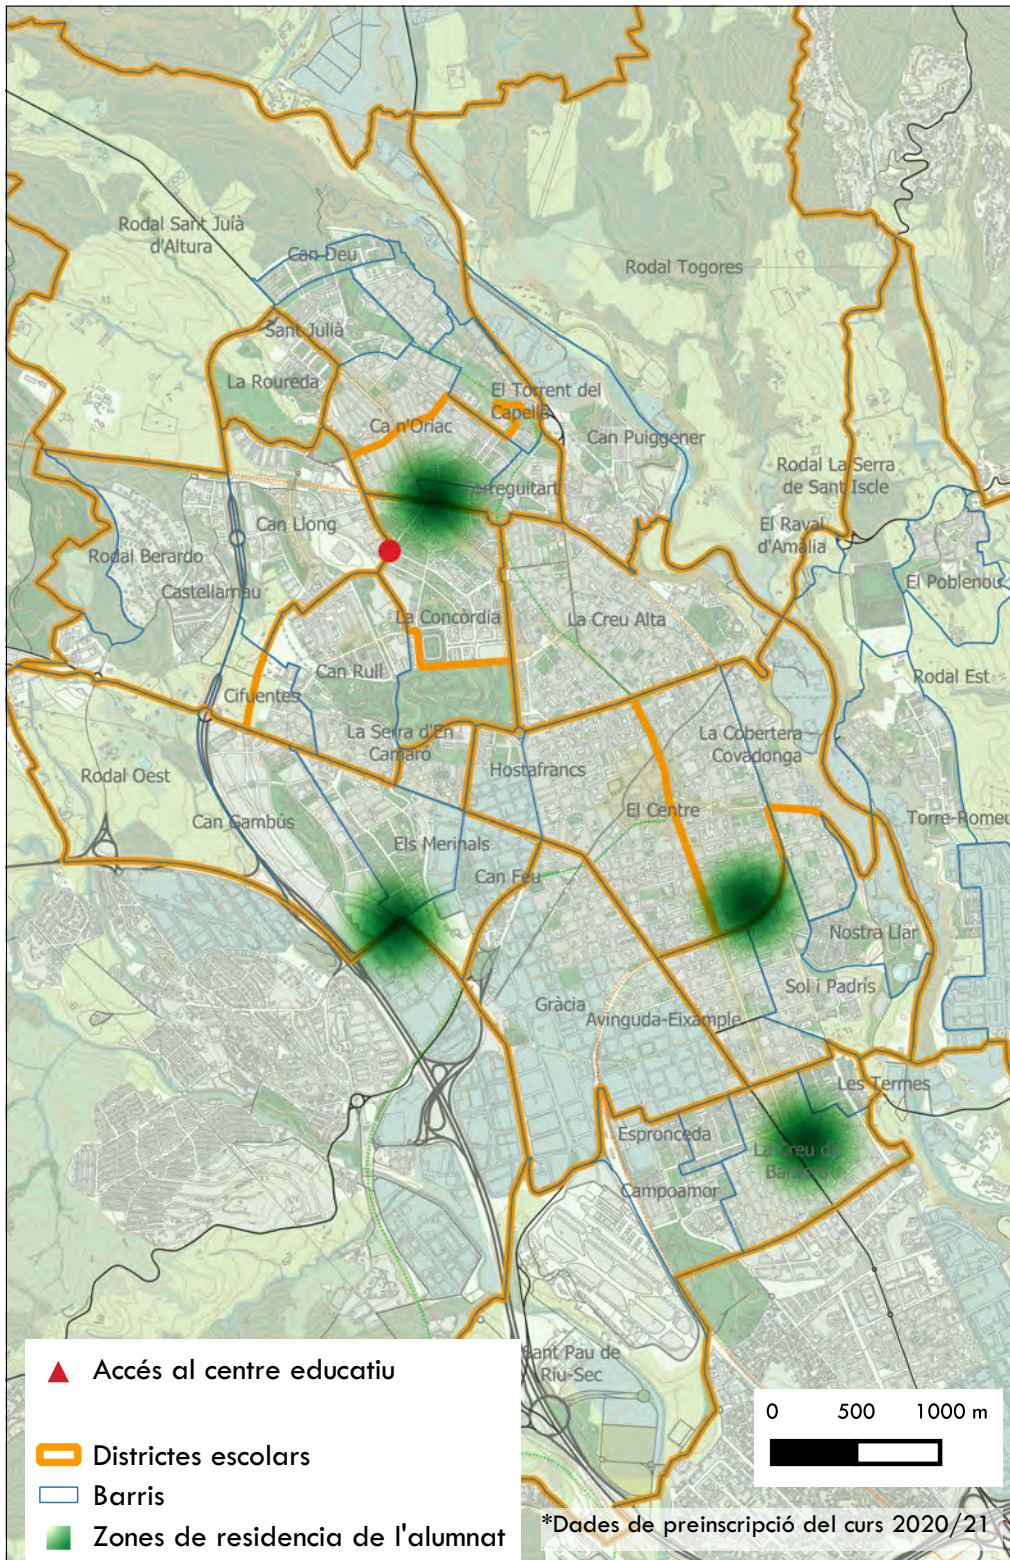 Rodal Sant Juíà
d'Altura
Can Deu
Rodal Togores
Sant Julià
La Roureda
El Torrent del
Capellà
Ca n'Oriac
Can Puiggener
Rodal La Serra
de Sant Iscle
Torreguitart
Can Llong
El Raval
d'Amàlia
Rodal Berardo
El Poblenou
Castellarnau
La Concòrdia
La Creu Alta
Can Rull
Rodal Est
Cifuentes
La Serra d'En
Camaró
La Cobertera
Covadonga
Rodal Oest
Hostafrancs
El Centre
Can Gambús
Torre-Romeu
Els Merinals
Can Feu
Nostra Llar
Sol i Padrís
Gràcia
Avinguda-Eixample
Les Termes
Espronceda
La Creu de
Campoamor
Sant Pau de
Riu-Sec
Accés al centre educatiu
Districtes escolars
Barris
Zones de residencia de l'alumnat
0 500 1000 m
*Dades de preinscripció del curs 2020/21